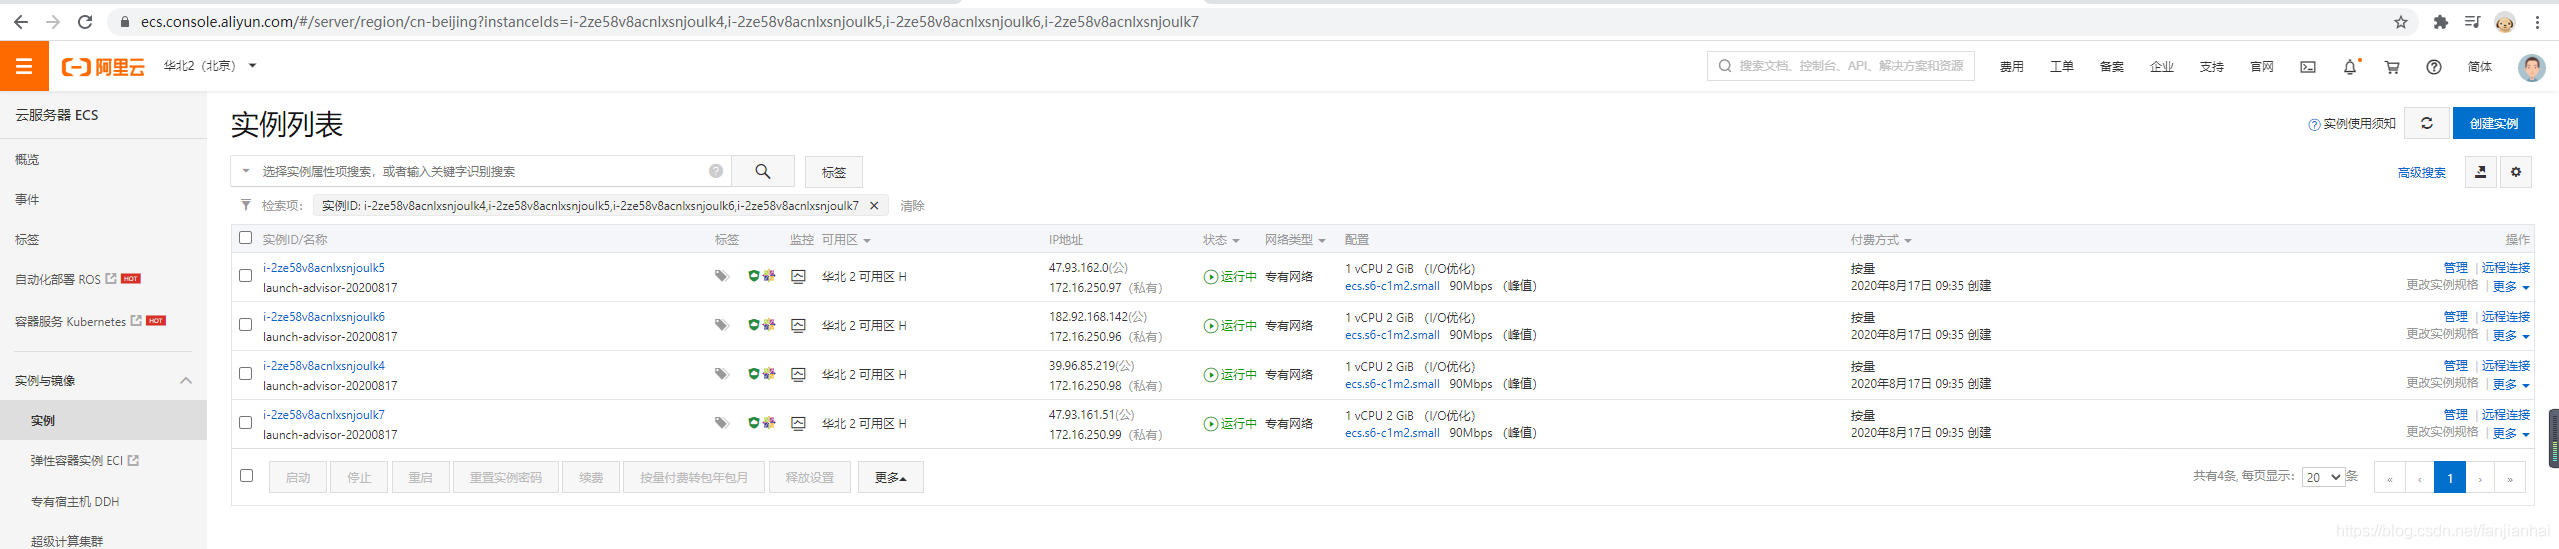 ecs.console.aliyun.com/#/server/region/cn-beijing?instanceIds=i-2ze58v8acnlxsnjoulk4,i-2ze58v8acnlxsnjoulk5,i-2ze58v8acnlxsnjoulk6,i-2ze58v8acnlxsnjoulk7
阿里云 华北2（北京） 搜索文档、控制台、API、解决方案和资源 费用 工单 备案 企业 支持 官网 简体
云服务器 ECS
概览
事件
标签
自动化部署 ROS HOT
容器服务 Kubernetes HOT
实例与镜像
实例
弹性容器实例 ECI
专有宿主机 DDH
超级计算集群
实例列表
实例使用须知 创建实例
选择实例属性项搜索，或者输入关键字识别搜索 ? 标签 高级搜索
检索项： 实例ID: i-2ze58v8acnlxsnjoulk4,i-2ze58v8acnlxsnjoulk5,i-2ze58v8acnlxsnjoulk6,i-2ze58v8acnlxsnjoulk7 × 清除
实例ID/名称 标签 监控 可用区 IP地址 状态 网络类型 配置 付费方式 操作
i-2ze58v8acnlxsnjoulk5 47.93.162.0(公) 1 vCPU 2 GiB （I/O优化） 按量 管理 | 远程连接
华北 2 可用区 H 运行中 专有网络
launch-advisor-20200817 172.16.250.97（私有） ecs.s6-c1m2.small 90Mbps （峰值） 2020年8月17日 09:35 创建 更改实例规格 | 更多
i-2ze58v8acnlxsnjoulk6 182.92.168.142(公) 1 vCPU 2 GiB （I/O优化） 按量 管理 | 远程连接
华北 2 可用区 H 运行中 专有网络
launch-advisor-20200817 172.16.250.96（私有） ecs.s6-c1m2.small 90Mbps （峰值） 2020年8月17日 09:35 创建 更改实例规格 | 更多
i-2ze58v8acnlxsnjoulk4 39.96.85.219(公) 1 vCPU 2 GiB （I/O优化） 按量 管理 | 远程连接
华北 2 可用区 H 运行中 专有网络
launch-advisor-20200817 172.16.250.98（私有） ecs.s6-c1m2.small 90Mbps （峰值） 2020年8月17日 09:35 创建 更改实例规格 | 更多
i-2ze58v8acnlxsnjoulk7 47.93.161.51(公) 1 vCPU 2 GiB （I/O优化） 按量 管理 | 远程连接
华北 2 可用区 H 运行中 专有网络
launch-advisor-20200817 172.16.250.99（私有） ecs.s6-c1m2.small 90Mbps （峰值） 2020年8月17日 09:35 创建 更改实例规格 | 更多
启动 停止 重启 重置实例密码 续费 按量付费转包年包月 释放设置 更多 共有4条, 每页显示： 20 条 « ‹ 1 › »
https://blog.csdn.net/fanjianhai